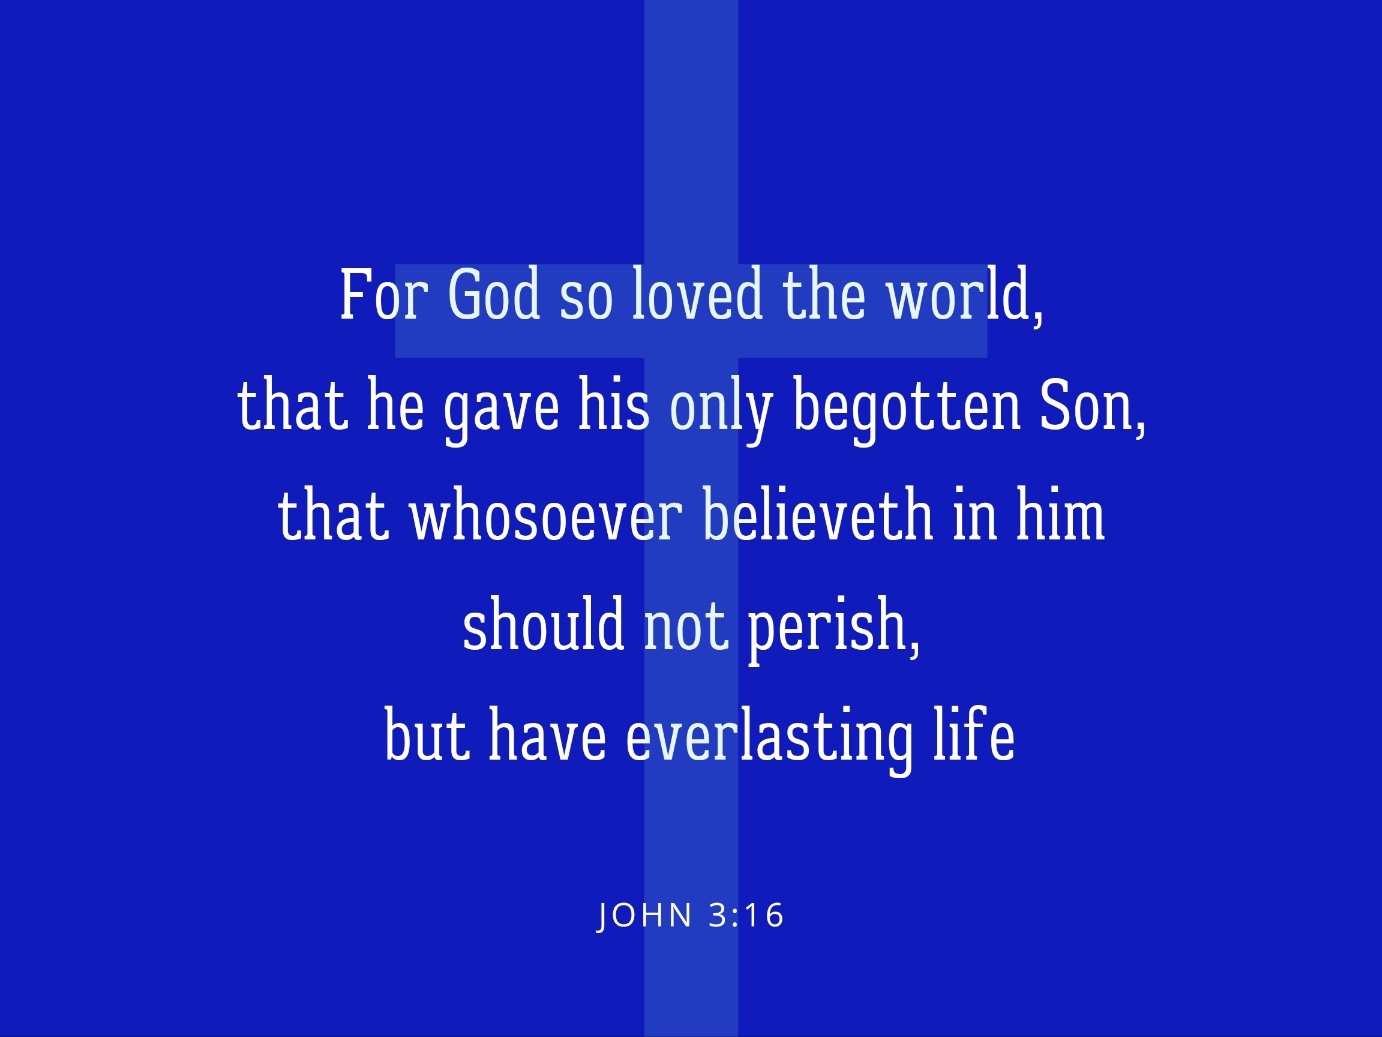 For God so loved the world,
that he gave his only begotten Son,
that whosoever believeth in him
should not perish,
but have everlasting life
JOHN 3:16